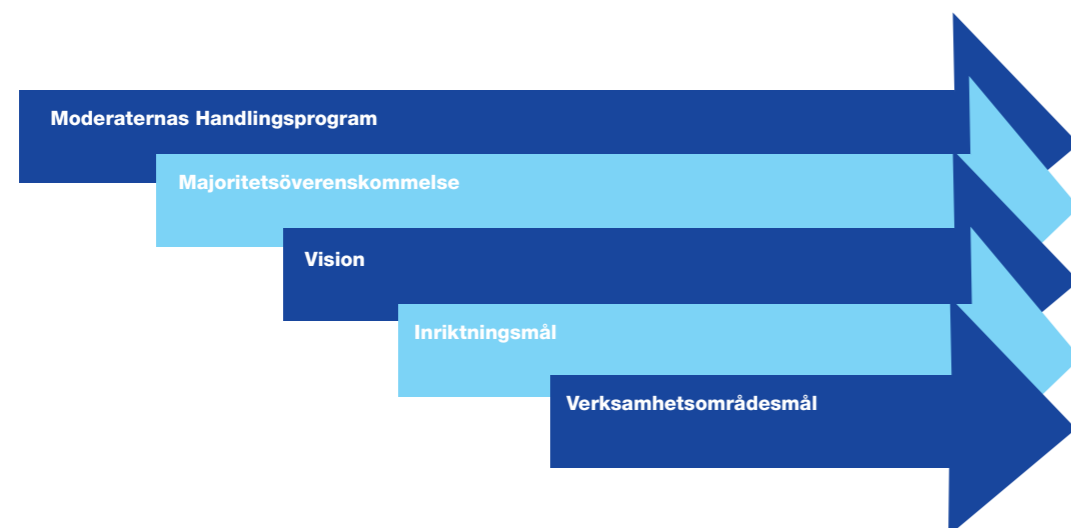 Moderaternas Handlingsprogram
Majoritetsöverenskommelse
Vision
Inriktningsmål
Verksamhetsområdesmål